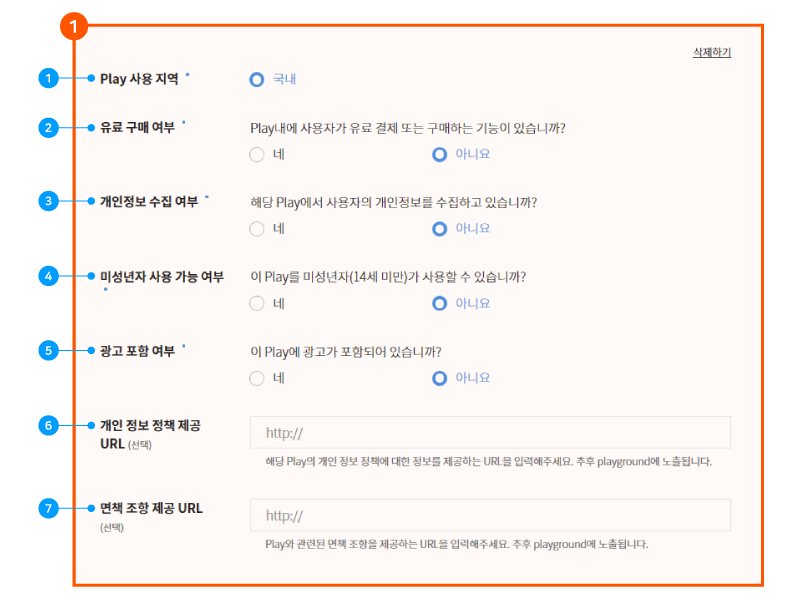 1
삭제하기
1 Play 사용 지역 • 국내
2 유료 구매 여부 • Play내에 사용자가 유료 결제 또는 구매하는 기능이 있습니까?
네 아니요
3 개인정보 수집 여부 • 해당 Play에서 사용자의 개인정보를 수집하고 있습니까?
네 아니요
4 미성년자 사용 가능 여부 • 이 Play를 미성년자(14세 미만)가 사용할 수 있습니까?
네 아니요
5 광고 포함 여부 • 이 Play에 광고가 포함되어 있습니까?
네 아니요
6 개인 정보 정책 제공
URL (선택)
http://
해당 Play의 개인 정보 정책에 대한 정보를 제공하는 URL을 입력해주세요. 추후 playground에 노출됩니다.
7 면책 조항 제공 URL
(선택)
http://
Play와 관련된 면책 조항을 제공하는 URL을 입력해주세요. 추후 playground에 노출됩니다.